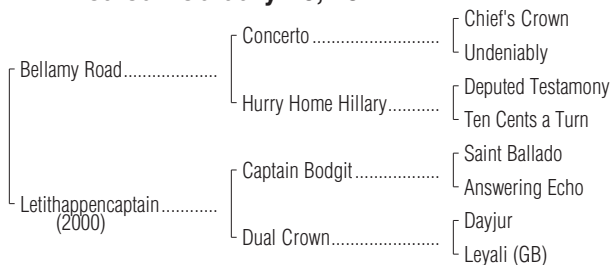 Chief's Crown
Concerto ..................................
Undeniably
Bellamy Road.....................
Deputed Testamony
Hurry Home Hillary...........
Ten Cents a Turn
Saint Ballado
Captain Bodgit......................
Answering Echo
Letithappencaptain............
(2000)
Dayjur
Dual Crown............................
Leyali (GB)